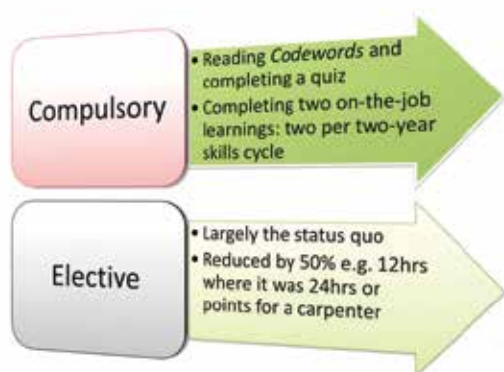 Compulsory
• Reading Codewords and
completing a quiz
• Completing two on-the-job
learnings: two per two-year
skills cycle
Elective
• Largely the status quo
• Reduced by 50% e.g. 12hrs
where it was 24hrs or
points for a carpenter